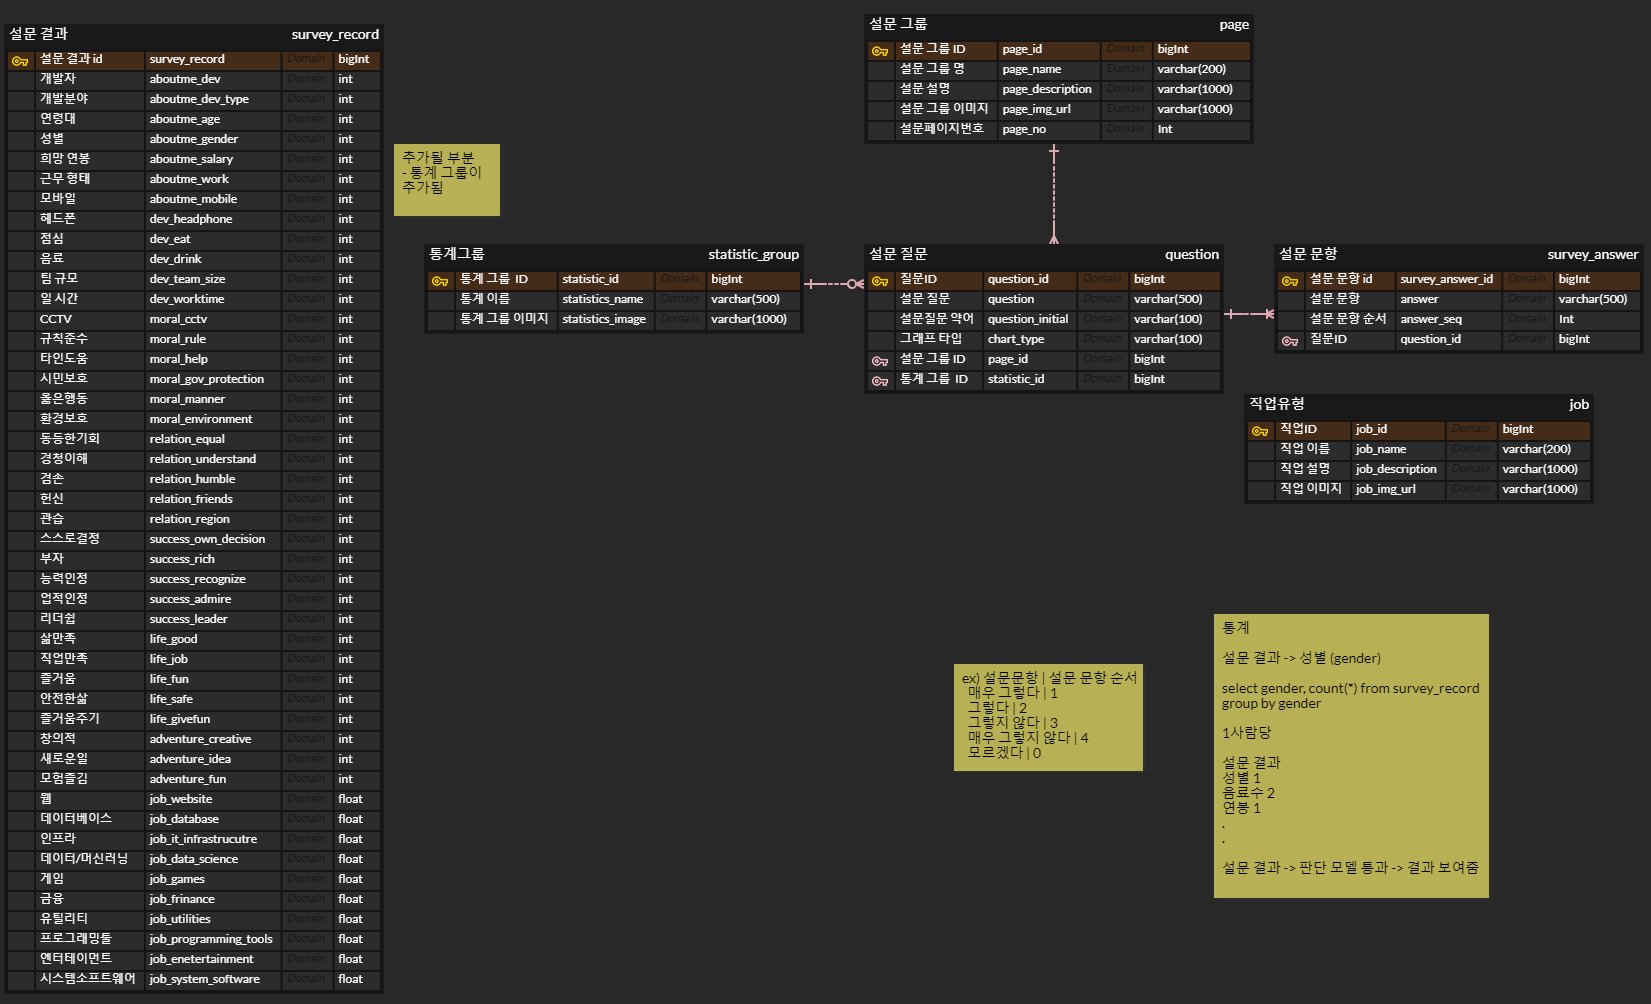 설문 결과 survey_record
설문 결과 id survey_record Domain bigInt
개발자 aboutme_dev Domain int
개발분야 aboutme_dev_type Domain int
연령대 aboutme_age Domain int
성별 aboutme_gender Domain int
희망 연봉 aboutme_salary Domain int
근무 형태 aboutme_work Domain int
모바일 aboutme_mobile Domain int
헤드폰 dev_headphone Domain int
점심 dev_eat Domain int
음료 dev_drink Domain int
팀 규모 dev_team_size Domain int
일 시간 dev_worktime Domain int
CCTV moral_cctv Domain int
규칙준수 moral_rule Domain int
타인도움 moral_help Domain int
시민보호 moral_gov_protection Domain int
옳은행동 moral_manner Domain int
환경보호 moral_environment Domain int
동등한기회 relation_equal Domain int
경청이해 relation_understand Domain int
겸손 relation_humble Domain int
헌신 relation_friends Domain int
관습 relation_region Domain int
스스로결정 success_own_decision Domain int
부자 success_rich Domain int
능력인정 success_recognize Domain int
업적인정 success_admire Domain int
리더쉽 success_leader Domain int
삶만족 life_good Domain int
직업만족 life_job Domain int
즐거움 life_fun Domain int
안전한삶 life_safe Domain int
즐거움주기 life_givefun Domain int
창의적 adventure_creative Domain int
새로운일 adventure_idea Domain int
모험즐김 adventure_fun Domain int
웹 job_website Domain float
데이터베이스 job_database Domain float
인프라 job_it_infrastrucutre Domain float
데이터/머신러닝 job_data_science Domain float
게임 job_games Domain float
금융 job_frinance Domain float
유틸리티 job_utilities Domain float
프로그래밍툴 job_programming_tools Domain float
엔터테이먼트 job_enetertainment Domain float
시스템소프트웨어 job_system_software Domain float
추가될 부분
- 통계 그룹이
추가됨
설문 그룹 page
설문 그룹 ID page_id Domain bigInt
설문 그룹 명 page_name Domain varchar(200)
설문 설명 page_description Domain varchar(1000)
설문 그룹 이미지 page_img_url Domain varchar(1000)
설문페이지번호 page_no Domain Int
통계그룹 statistic_group
통계 그룹 ID statistic_id Domain bigInt
통계 이름 statistics_name Domain varchar(500)
통계 그룹 이미지 statistics_image Domain varchar(1000)
설문 질문 question
질문ID question_id Domain bigInt
설문 질문 question Domain varchar(500)
설문질문 약어 question_initial Domain varchar(100)
그래프 타입 chart_type Domain varchar(100)
설문 그룹 ID page_id Domain bigInt
통계 그룹 ID statistic_id Domain bigInt
설문 문항 survey_answer
설문 문항 id survey_answer_id Domain bigInt
설문 문항 answer Domain varchar(500)
설문 문항 순서 answer_seq Domain Int
질문ID question_id Domain bigInt
직업유형 job
직업ID job_id Domain bigInt
직업 이름 job_name Domain varchar(200)
직업 설명 job_description Domain varchar(1000)
직업 이미지 job_img_url Domain varchar(1000)
ex) 설문문항 | 설문 문항 순서
매우 그렇다 | 1
그렇다 | 2
그렇지 않다 | 3
매우 그렇지 않다 | 4
모르겠다 | 0
통계
설문 결과 -> 성별 (gender)
select gender, count(*) from survey_record
group by gender
1사람당
설문 결과
성별 1
음료수 2
연봉 1
.
.
설문 결과 -> 판단 모델 통과 -> 결과 보여줌